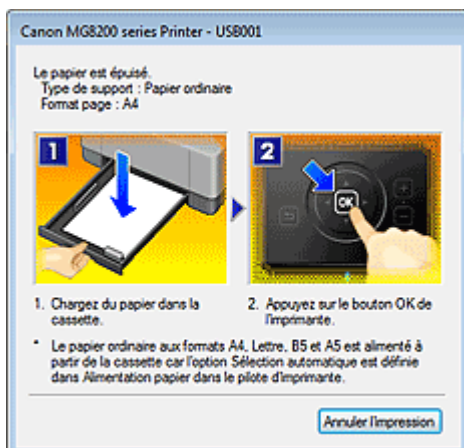 Canon MG8200 series Printer - USB001
Le papier est épuisé.
Type de support : Papier ordinaire
Format page : A4
1
2
OK
1. Chargez du papier dans la
cassette.
2. Appuyez sur le bouton OK de
l'imprimante.
* Le papier ordinaire aux formats A4, Lettre, B5 et A5 est alimenté à
partir de la cassette car l'option Sélection automatique est définie
dans Alimentation papier dans le pilote d'imprimante.
Annuler l'impression